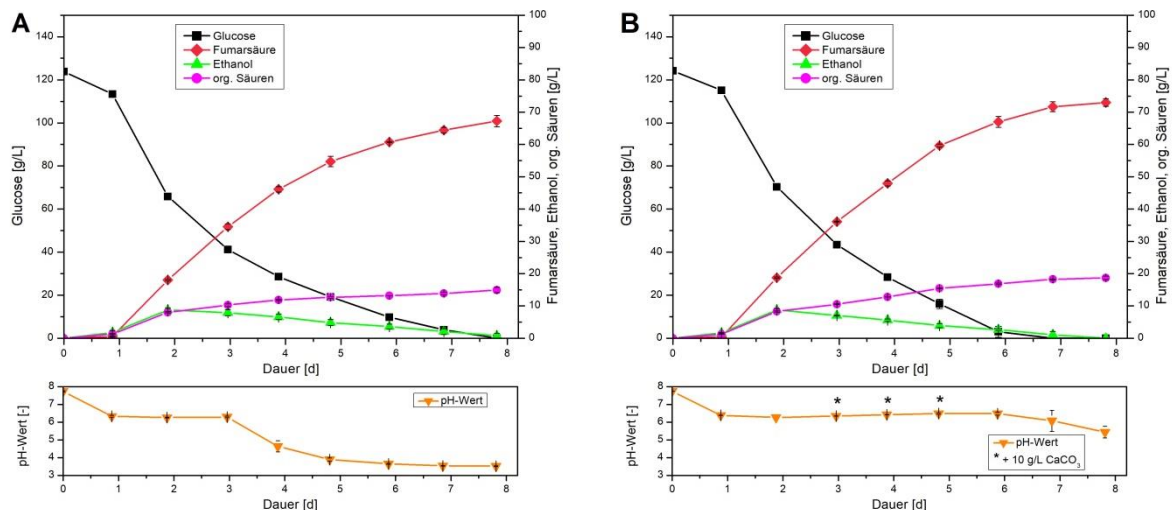 A
Glucose
Fumarsäure
Ethanol
org. Säuren
140
120
100
80
60
40
20
0
Glucose [g/L]
100
90
80
70
60
50
40
30
20
10
0
Fumarsäure, Ethanol, org. Säuren [g/L]
0 1 2 3 4 5 6 7 8
Dauer [d]
8
7
6
5
4
3
pH-Wert [-]
pH-Wert
0 1 2 3 4 5 6 7 8
Dauer [d]
B
Glucose
Fumarsäure
Ethanol
org. Säuren
140
120
100
80
60
40
20
0
Glucose [g/L]
100
90
80
70
60
50
40
30
20
10
0
Fumarsäure, Ethanol, org. Säuren [g/L]
0 1 2 3 4 5 6 7 8
Dauer [d]
8
7
6
5
4
3
pH-Wert [-]
* * *
pH-Wert
* + 10 g/L CaCO₃
0 1 2 3 4 5 6 7 8
Dauer [d]